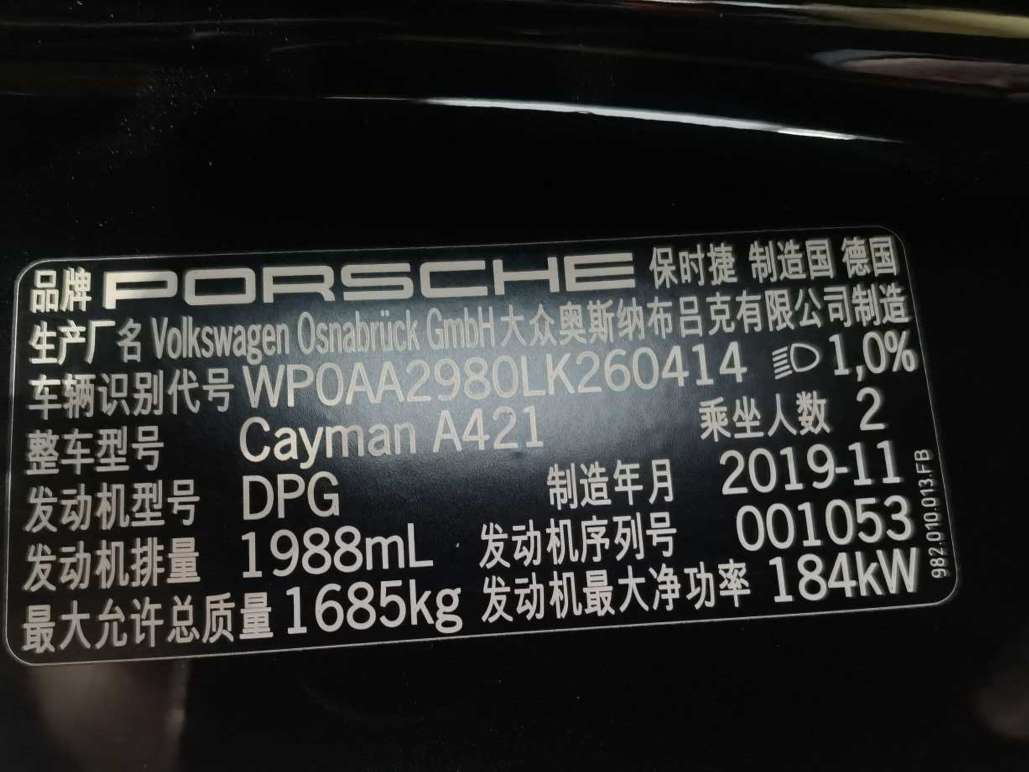 品牌 PORSCHE 保时捷 制造国 德国
生产厂名 Volkswagen Osnabrück GmbH大众奥斯纳布吕克有限公司制造
车辆识别代号 WP0AA2980LK260414 1,0%
整车型号 Cayman A421 乘坐人数 2
发动机型号 DPG 制造年月 2019-11
发动机排量 1988mL 发动机序列号 001053
最大允许总质量 1685kg 发动机最大净功率 184kW
982.010.013.FB